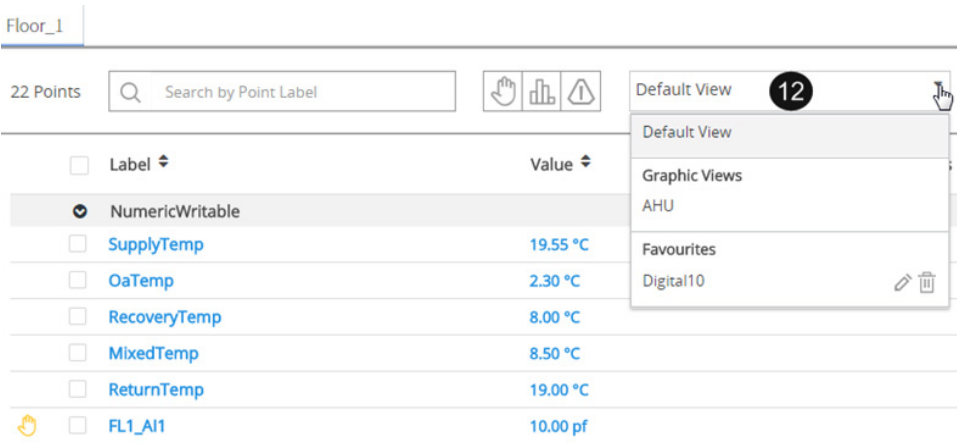 Floor_1
22 Points
Search by Point Label
Default View
12
Default View
Label
Value
Graphic Views
AHU
NumericWritable
SupplyTemp
19.55 °C
Favourites
OaTemp
2.30 °C
Digital10
RecoveryTemp
8.00 °C
MixedTemp
8.50 °C
ReturnTemp
19.00 °C
FL1_AI1
10.00 pf